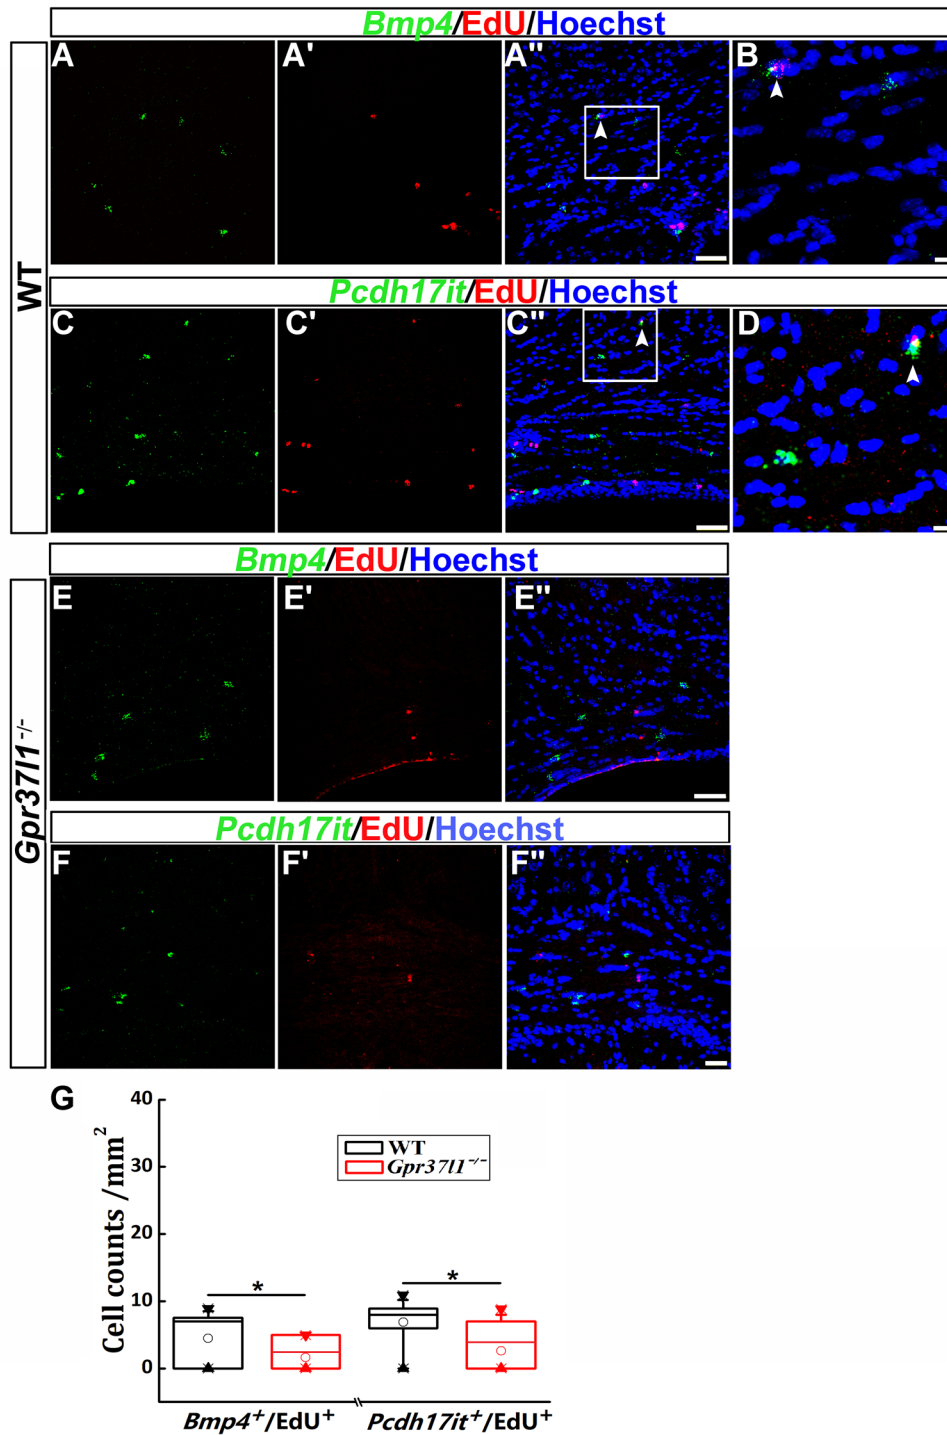 Bmp4/EdU/Hoechst
A
A'
A''
B
WT
Pcdh17it/EdU/Hoechst
C
C'
C''
D
Bmp4/EdU/Hoechst
E
E'
E''
Gpr37l1-/-
Pcdh17it/EdU/Hoechst
F
F'
F''
G
Cell counts /mm2
40
30
20
10
0
WT
Gpr37l1-/-
*
*
Bmp4+/EdU+
Pcdh17it+/EdU+